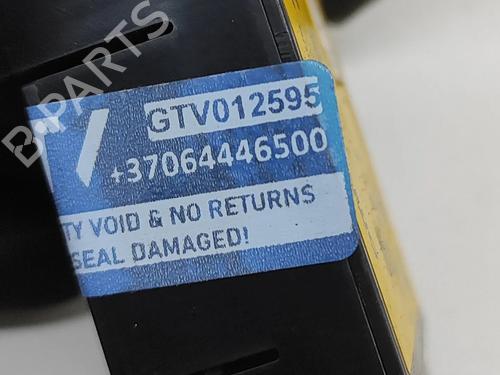 B-PARTS
GTV012595
+37064446500
TY VOID & NO RETURNS
SEAL DAMAGED!